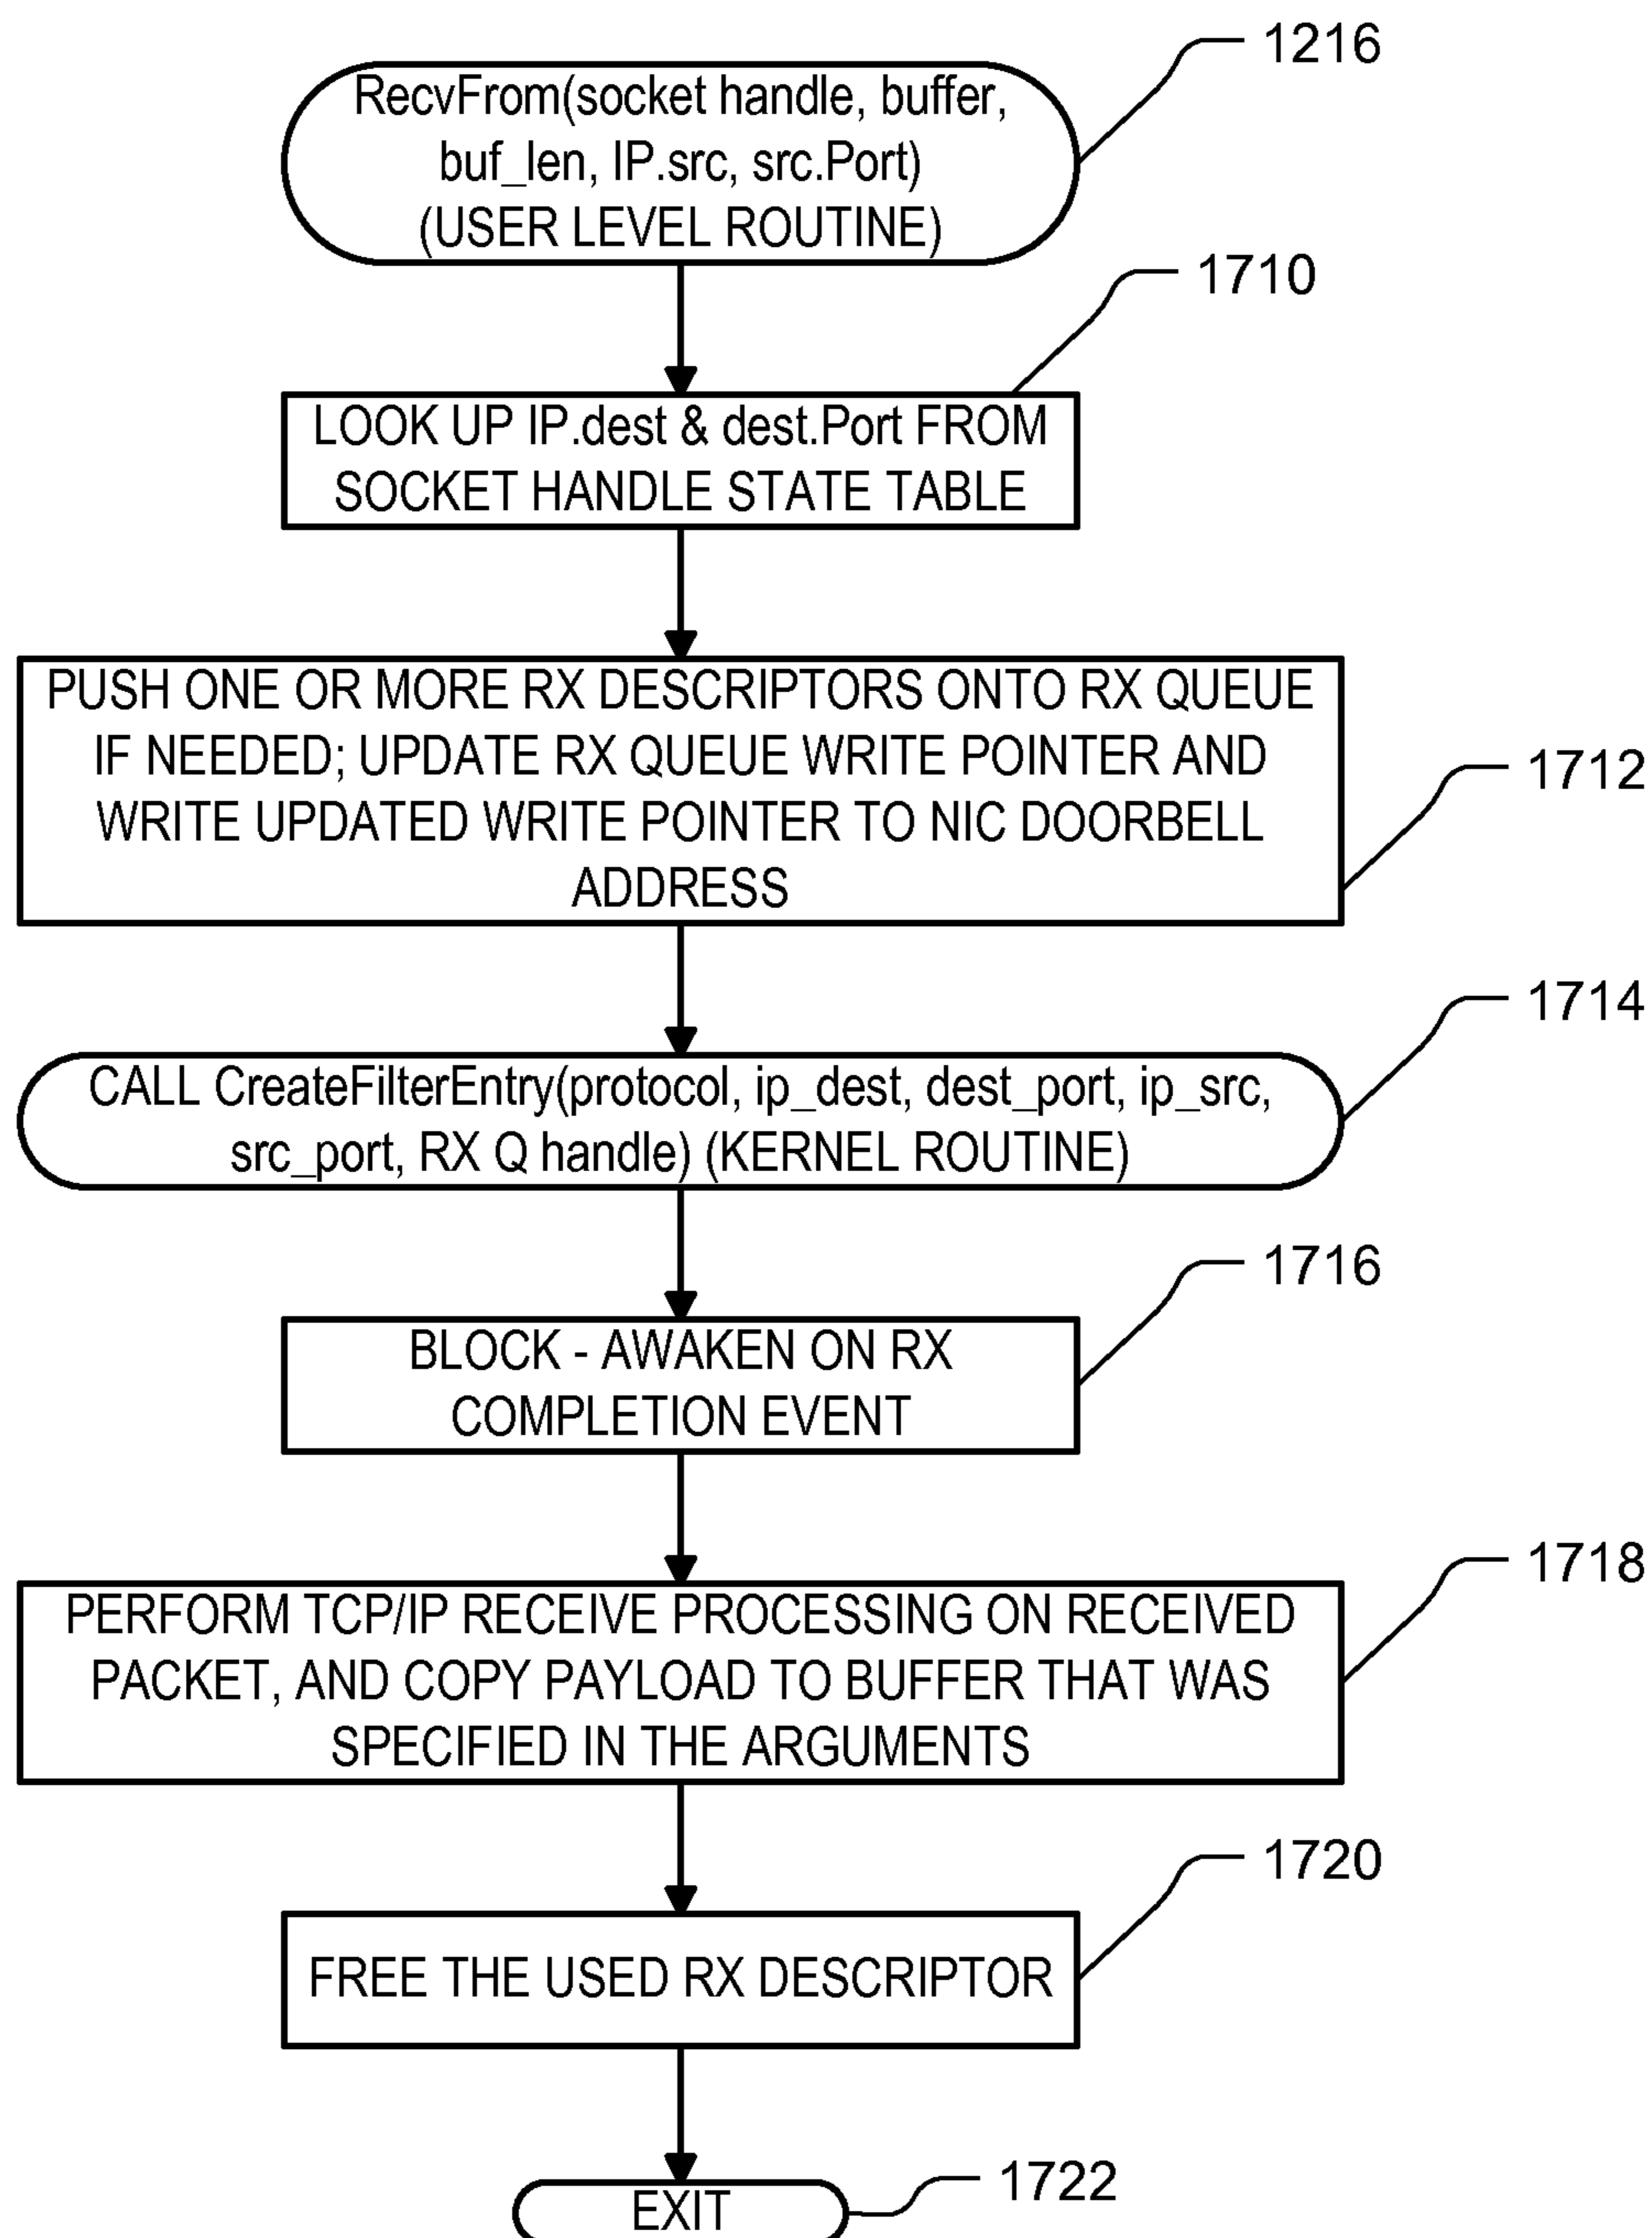 1216
RecvFrom(socket handle, buffer,
buf_len, IP.src, src.Port)
(USER LEVEL ROUTINE)
1710
LOOK UP IP.dest & dest.Port FROM
SOCKET HANDLE STATE TABLE
PUSH ONE OR MORE RX DESCRIPTORS ONTO RX QUEUE
IF NEEDED; UPDATE RX QUEUE WRITE POINTER AND
WRITE UPDATED WRITE POINTER TO NIC DOORBELL
ADDRESS
1712
1714
CALL CreateFilterEntry(protocol, ip_dest, dest_port, ip_src,
src_port, RX Q handle) (KERNEL ROUTINE)
1716
BLOCK - AWAKEN ON RX
COMPLETION EVENT
1718
PERFORM TCP/IP RECEIVE PROCESSING ON RECEIVED
PACKET, AND COPY PAYLOAD TO BUFFER THAT WAS
SPECIFIED IN THE ARGUMENTS
1720
FREE THE USED RX DESCRIPTOR
1722
EXIT